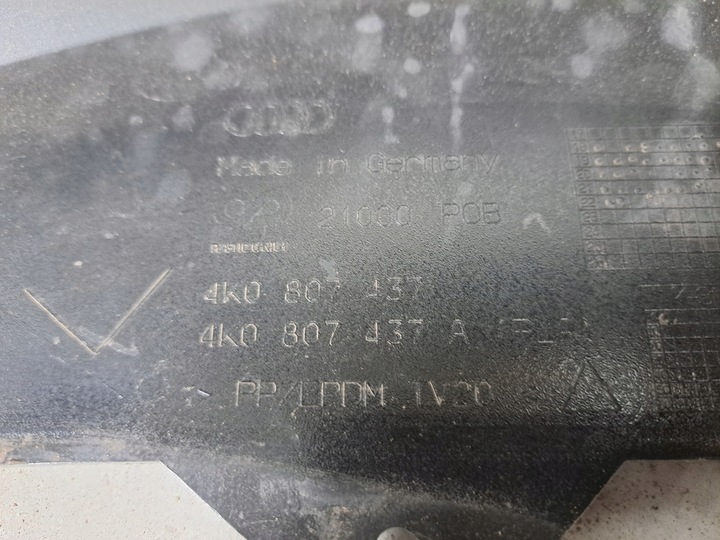 Made in Germany
21000 POB
4K0 807 437
4K0 807 437 A
PP/EPDM TV20